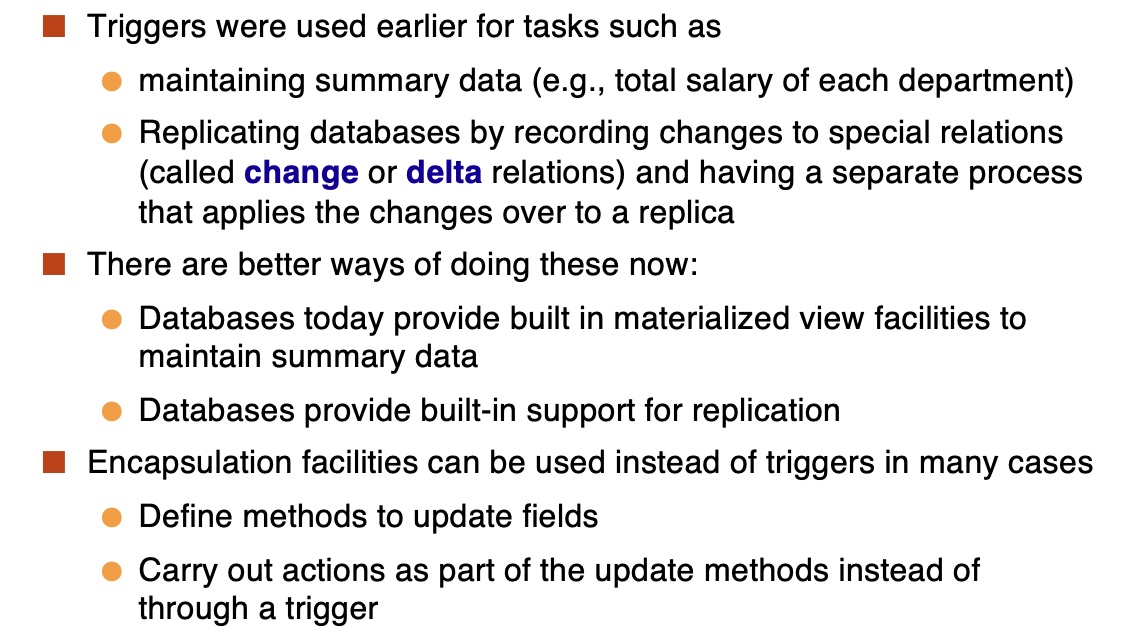 Triggers were used earlier for tasks such as
maintaining summary data (e.g., total salary of each department)
Replicating databases by recording changes to special relations
(called change or delta relations) and having a separate process
that applies the changes over to a replica
There are better ways of doing these now:
Databases today provide built in materialized view facilities to
maintain summary data
Databases provide built-in support for replication
Encapsulation facilities can be used instead of triggers in many cases
Define methods to update fields
Carry out actions as part of the update methods instead of
through a trigger